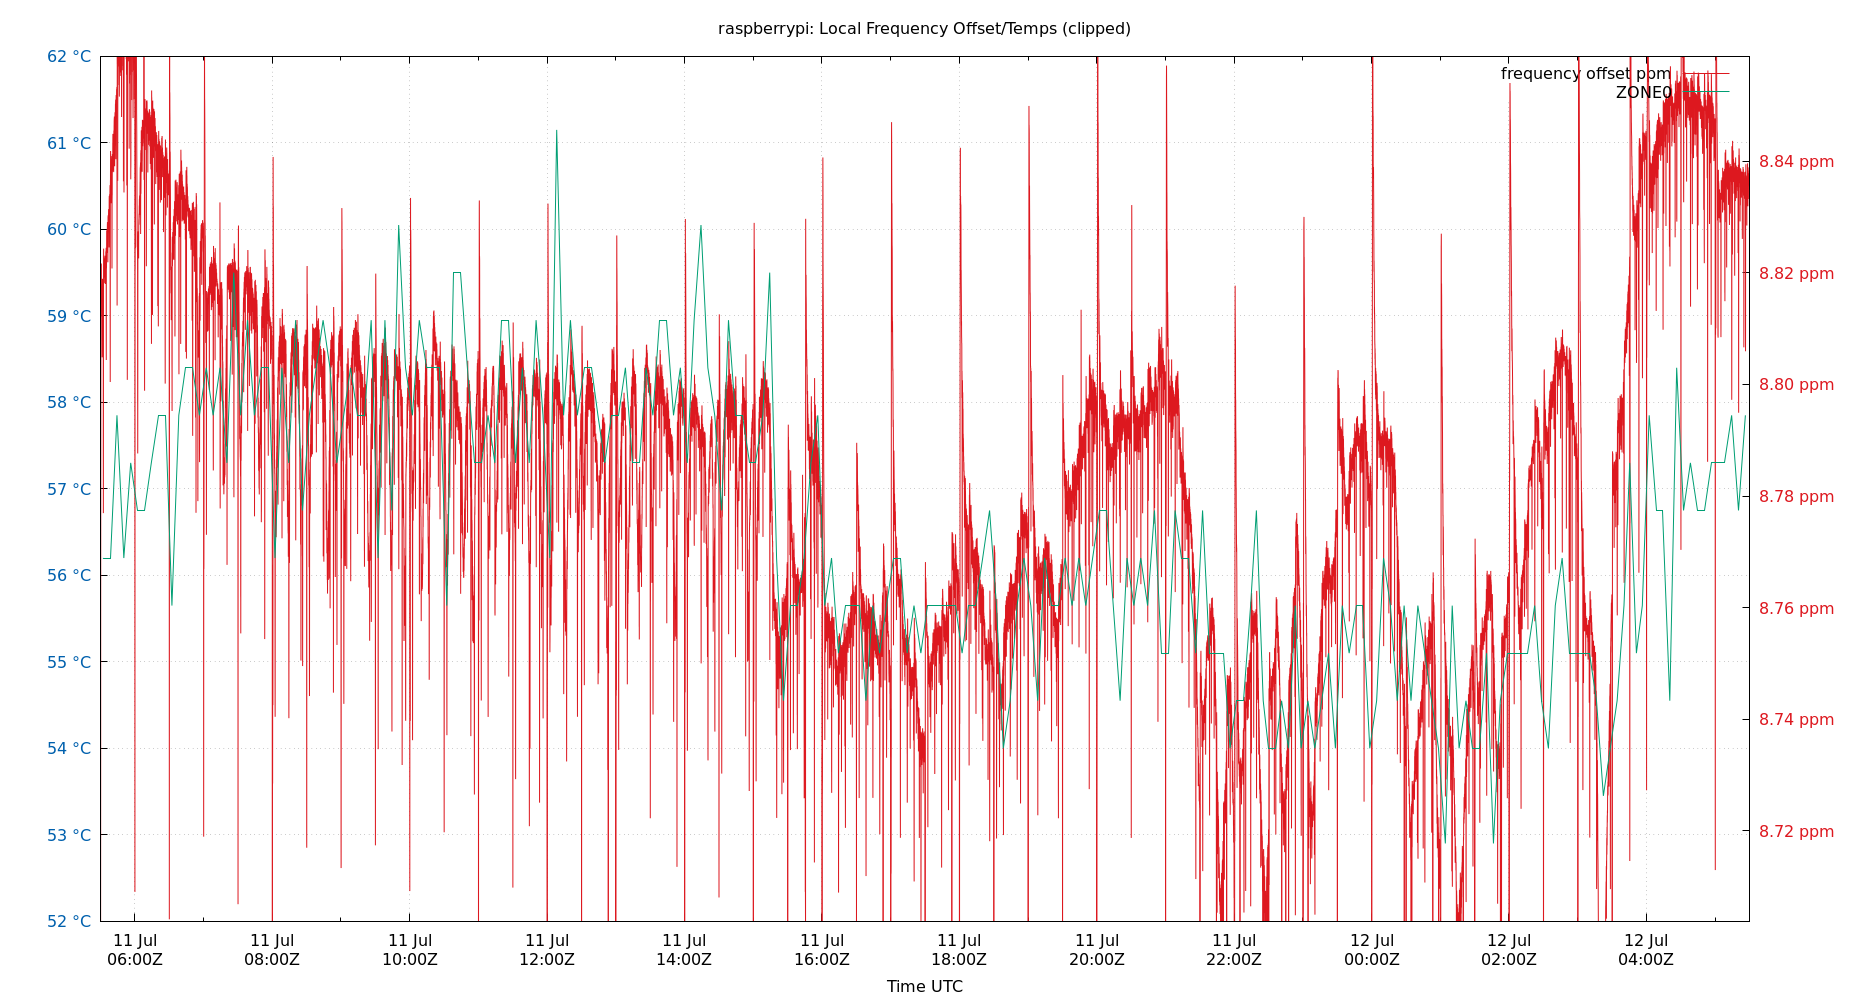 raspberrypi: Local Frequency Offset/Temps (clipped)
62 °C
61 °C
60 °C
59 °C
58 °C
57 °C
56 °C
55 °C
54 °C
53 °C
52 °C
frequency offset ppm
ZONE0
8.84 ppm
8.82 ppm
8.80 ppm
8.78 ppm
8.76 ppm
8.74 ppm
8.72 ppm
11 Jul
06:00Z
11 Jul
08:00Z
11 Jul
10:00Z
11 Jul
12:00Z
11 Jul
14:00Z
11 Jul
16:00Z
11 Jul
18:00Z
11 Jul
20:00Z
11 Jul
22:00Z
12 Jul
00:00Z
12 Jul
02:00Z
12 Jul
04:00Z
Time UTC